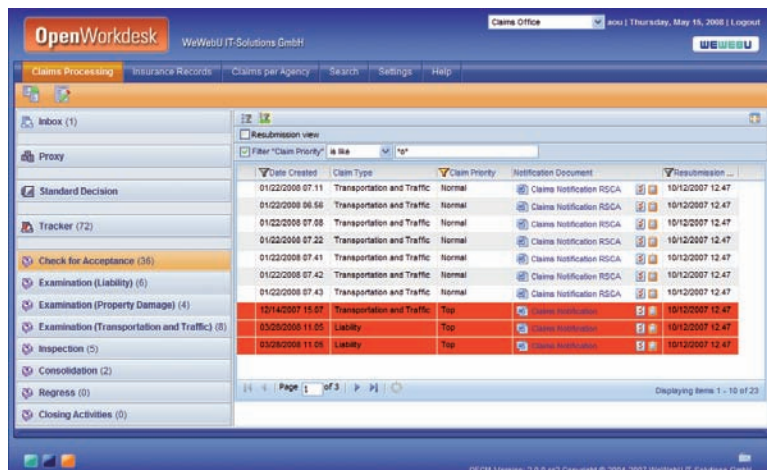 Claims Office aou | Thursday, May 15, 2008 | Logout
OpenWorkdesk WeWebU IT-Solutions GmbH WEWEBU
Claims Processing Insurance Records Claims per Agency Search Settings Help
Inbox (1)
Proxy
Standard Decision
Tracker (72)
Check for Acceptance (36)
Examination (Liability) (6)
Examination (Property Damage) (4)
Examination (Transportation and Traffic) (8)
Inspection (5)
Consolidation (2)
Regress (0)
Closing Activities (0)
Resubmission view
Filter "Claim Priority" is like *o*
Date Created Claim Type Claim Priority Notification Document Resubmission ...
01/22/2008 07.11 Transportation and Traffic Normal Claims Notification RSCA 10/12/2007 12.47
01/22/2008 06.56 Transportation and Traffic Normal Claims Notification RSCA 10/12/2007 12.47
01/22/2008 07.08 Transportation and Traffic Normal Claims Notification RSCA 10/12/2007 12.47
01/22/2008 07.22 Transportation and Traffic Normal Claims Notification RSCA 10/12/2007 12.47
01/22/2008 07.41 Transportation and Traffic Normal Claims Notification RSCA 10/12/2007 12.47
01/22/2008 07.42 Transportation and Traffic Normal Claims Notification RSCA 10/12/2007 12.47
01/22/2008 07.43 Transportation and Traffic Normal Claims Notification RSCA 10/12/2007 12.47
12/14/2007 15.07 Transportation and Traffic Top Claims Notification 10/12/2007 12.47
03/28/2008 11.05 Liability Top Claims Notification 10/12/2007 12.47
03/28/2008 11.05 Liability Top Claims Notification 10/12/2007 12.47
Page 1 of 3 Displaying items 1 - 10 of 23